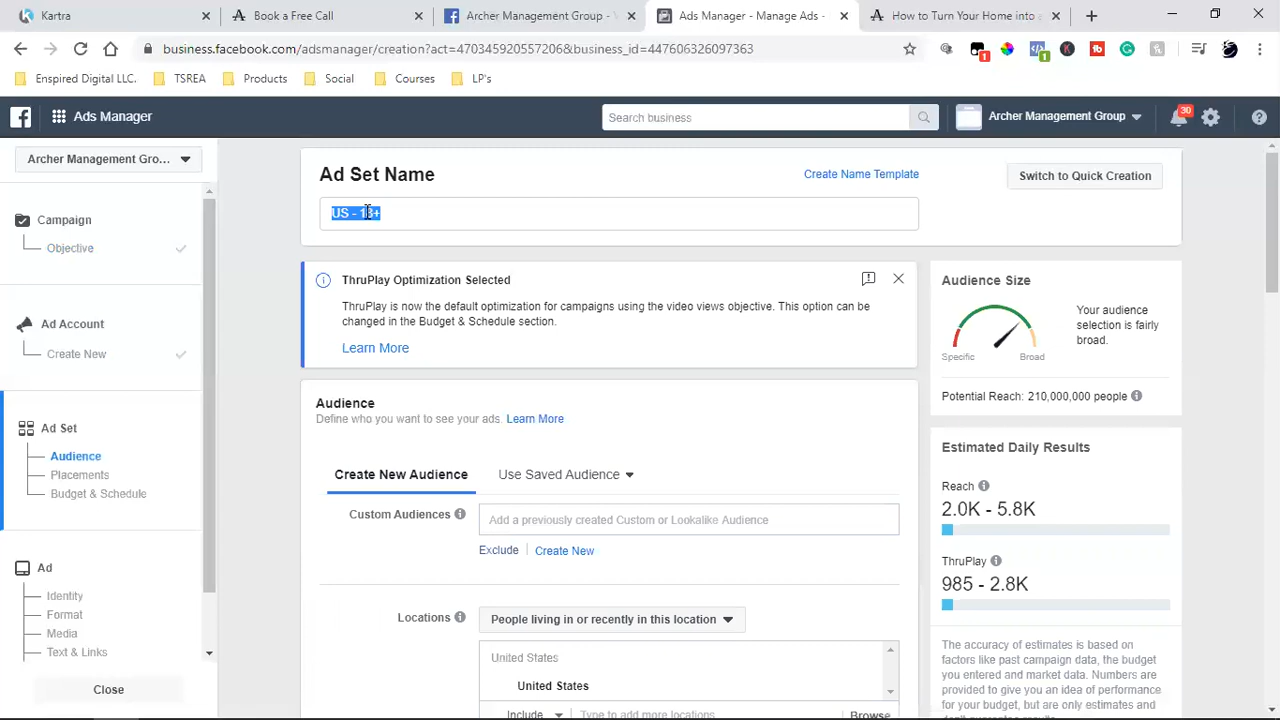 Kartra
Book a Free Call
Archer Management Group -
Ads Manager - Manage Ads -
How to Turn Your Home into a
business.facebook.com/adsmanager/creation?act=470345920557206&business_id=447606326097363
Enspired Digital LLC.
TSREA
Products
Social
Courses
LP's
Ads Manager
Search business
Archer Management Group
30
Archer Management Gro...
Campaign
Objective
Ad Account
Create New
Ad Set
Audience
Placements
Budget & Schedule
Ad
Identity
Format
Media
Text & Links
Close
Ad Set Name
Create Name Template
Switch to Quick Creation
US - 18+
ThruPlay Optimization Selected
ThruPlay is now the default optimization for campaigns using the video views objective. This option can be
changed in the Budget & Schedule section.
Learn More
Audience
Define who you want to see your ads. Learn More
Create New Audience
Use Saved Audience
Custom Audiences
Add a previously created Custom or Lookalike Audience
Exclude
Create New
Locations
People living in or recently in this location
United States
United States
Include
Type to add more locations
Browse
Audience Size
Specific
Broad
Your audience
selection is fairly
broad.
Potential Reach: 210,000,000 people
Estimated Daily Results
Reach
2.0K - 5.8K
ThruPlay
985 - 2.8K
The accuracy of estimates is based on
factors like past campaign data, the budget
you entered and market data. Numbers are
provided to give you an idea of performance
for your budget, but are only estimates and